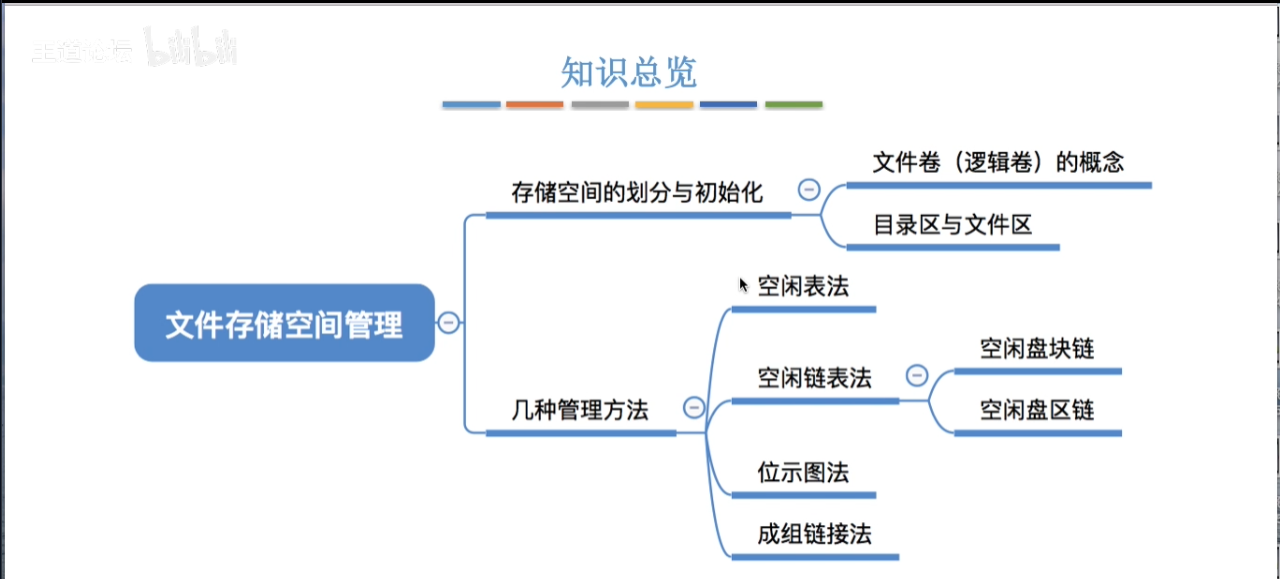 王道论坛 bilibili
知识总览
文件卷（逻辑卷）的概念
存储空间的划分与初始化
目录区与文件区
空闲表法
文件存储空间管理
空闲盘块链
空闲链表法
几种管理方法
空闲盘区链
位示图法
成组链接法